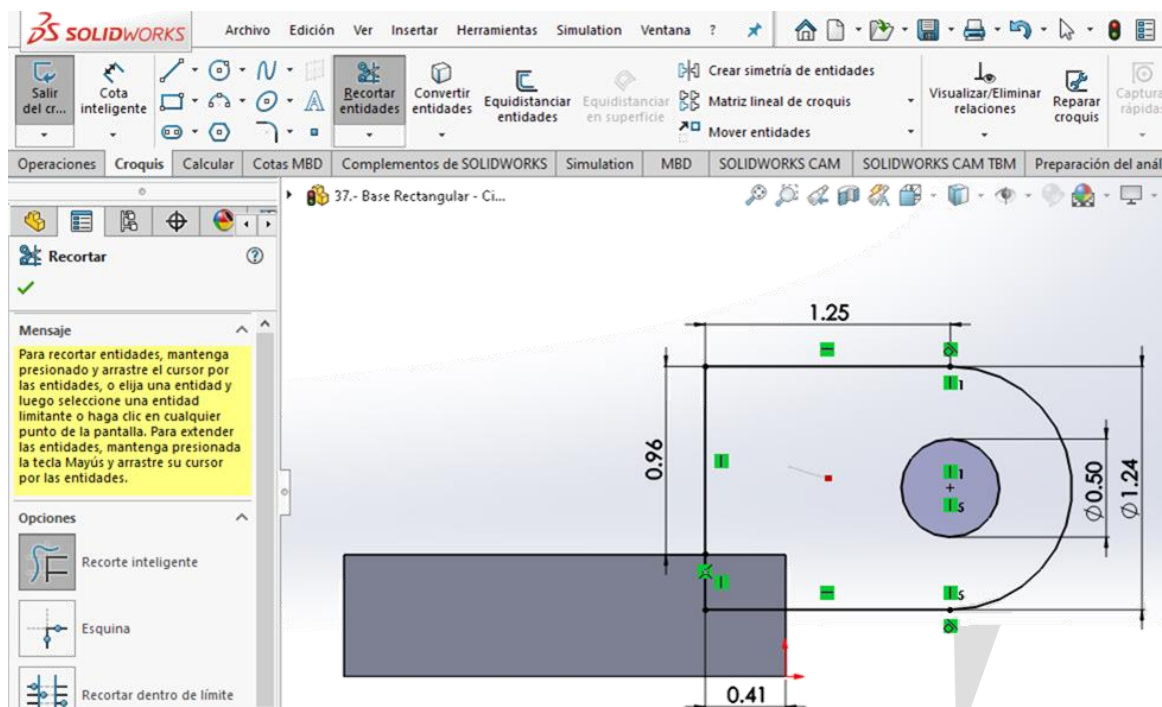 SOLIDWORKS
Archivo Edición Ver Insertar Herramientas Simulation Ventana ?
Salir del cr...
Cota inteligente
Recortar entidades
Convertir entidades
Equidistanciar entidades
Equidistanciar en superficie
Crear simetría de entidades
Matriz lineal de croquis
Mover entidades
Visualizar/Eliminar relaciones
Reparar croquis
Captura rápidas
Operaciones Croquis Calcular Cotas MBD Complementos de SOLIDWORKS Simulation MBD SOLIDWORKS CAM SOLIDWORKS CAM TBM Preparación del anál
37.- Base Rectangular - Ci...
Recortar
Mensaje
Para recortar entidades, mantenga
presionado y arrastre el cursor por
las entidades, o elija una entidad y
luego seleccione una entidad
limitante o haga clic en cualquier
punto de la pantalla. Para extender
las entidades, mantenga presionada
la tecla Mayús y arrastre su cursor
por las entidades.
Opciones
Recorte inteligente
Esquina
Recortar dentro de límite
1.25
0.96
Ø0.50
Ø1.24
0.41
1
1
5
5